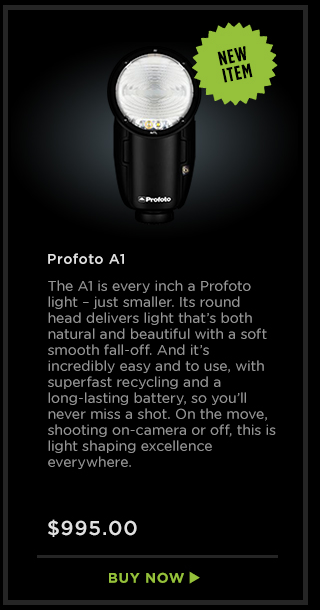 NEW
ITEM
Profoto
Profoto A1
The A1 is every inch a Profoto
light – just smaller. Its round
head delivers light that's both
natural and beautiful with a soft
smooth fall-off. And it's
incredibly easy and to use, with
superfast recycling and a
long-lasting battery, so you'll
never miss a shot. On the move,
shooting on-camera or off, this is
light shaping excellence
everywhere.
$995.00
BUY NOW